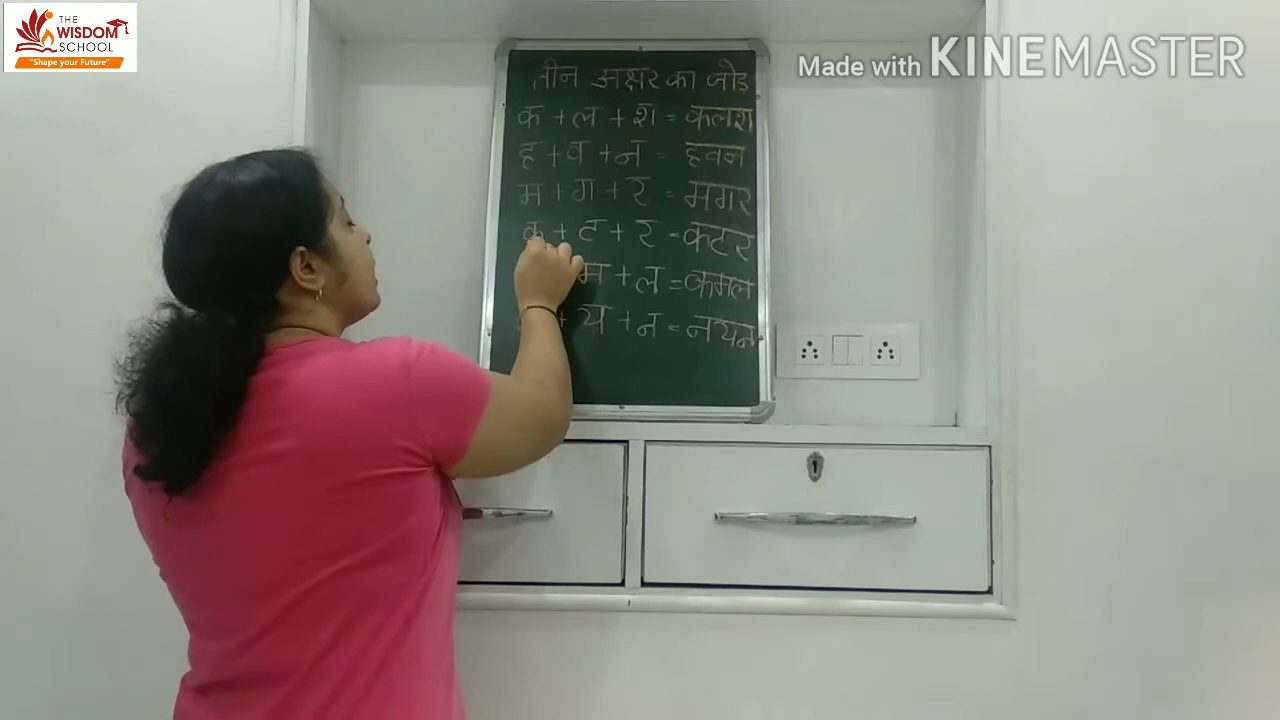 THE
WISDOM
SCHOOL
"Shape your Future"
Made with KINEMASTER
तीन अक्षर का जोड
क + ल + श = कलश
ह + व + न = हवन
म + ग + र = मगर
क + ट + र = कटर
म + ल = कमल
+ य + न = नयन